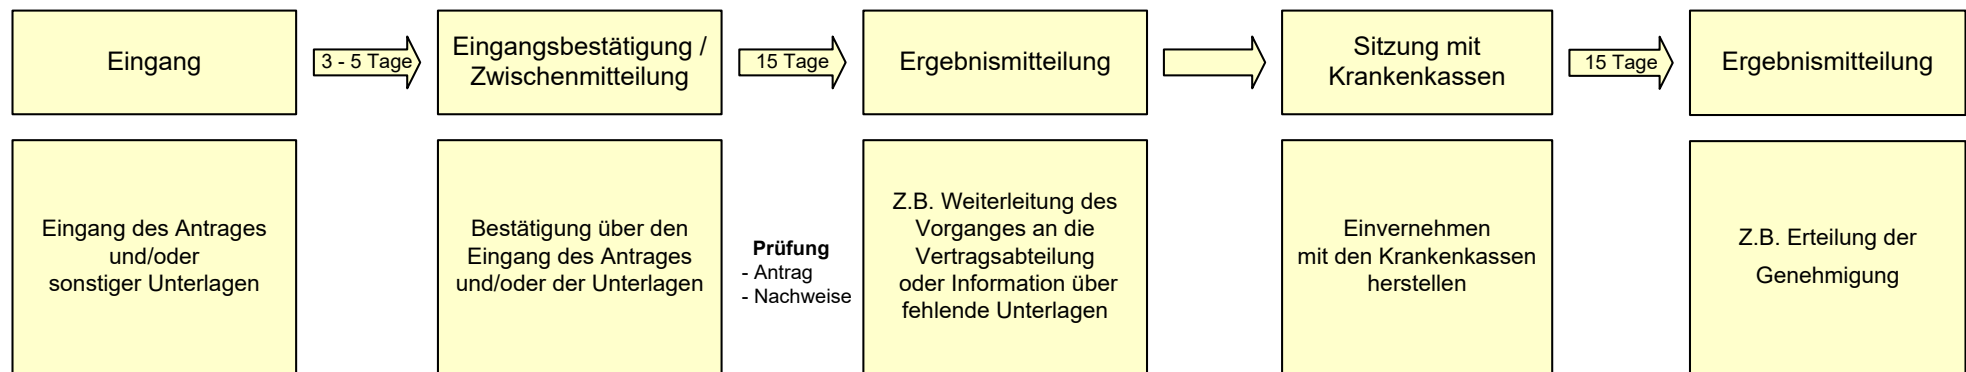 Eingang
3 - 5 Tage
Eingangsbestätigung /
Zwischenmitteilung
15 Tage
Ergebnismitteilung
Sitzung mit
Krankenkassen
15 Tage
Ergebnismitteilung
Eingang des Antrages
und/oder
sonstiger Unterlagen
Bestätigung über den
Eingang des Antrages
und/oder der Unterlagen
Prüfung
- Antrag
- Nachweise
Z.B. Weiterleitung des
Vorganges an die
Vertragsabteilung
oder Information über
fehlende Unterlagen
Einvernehmen
mit den Krankenkassen
herstellen
Z.B. Erteilung der
Genehmigung